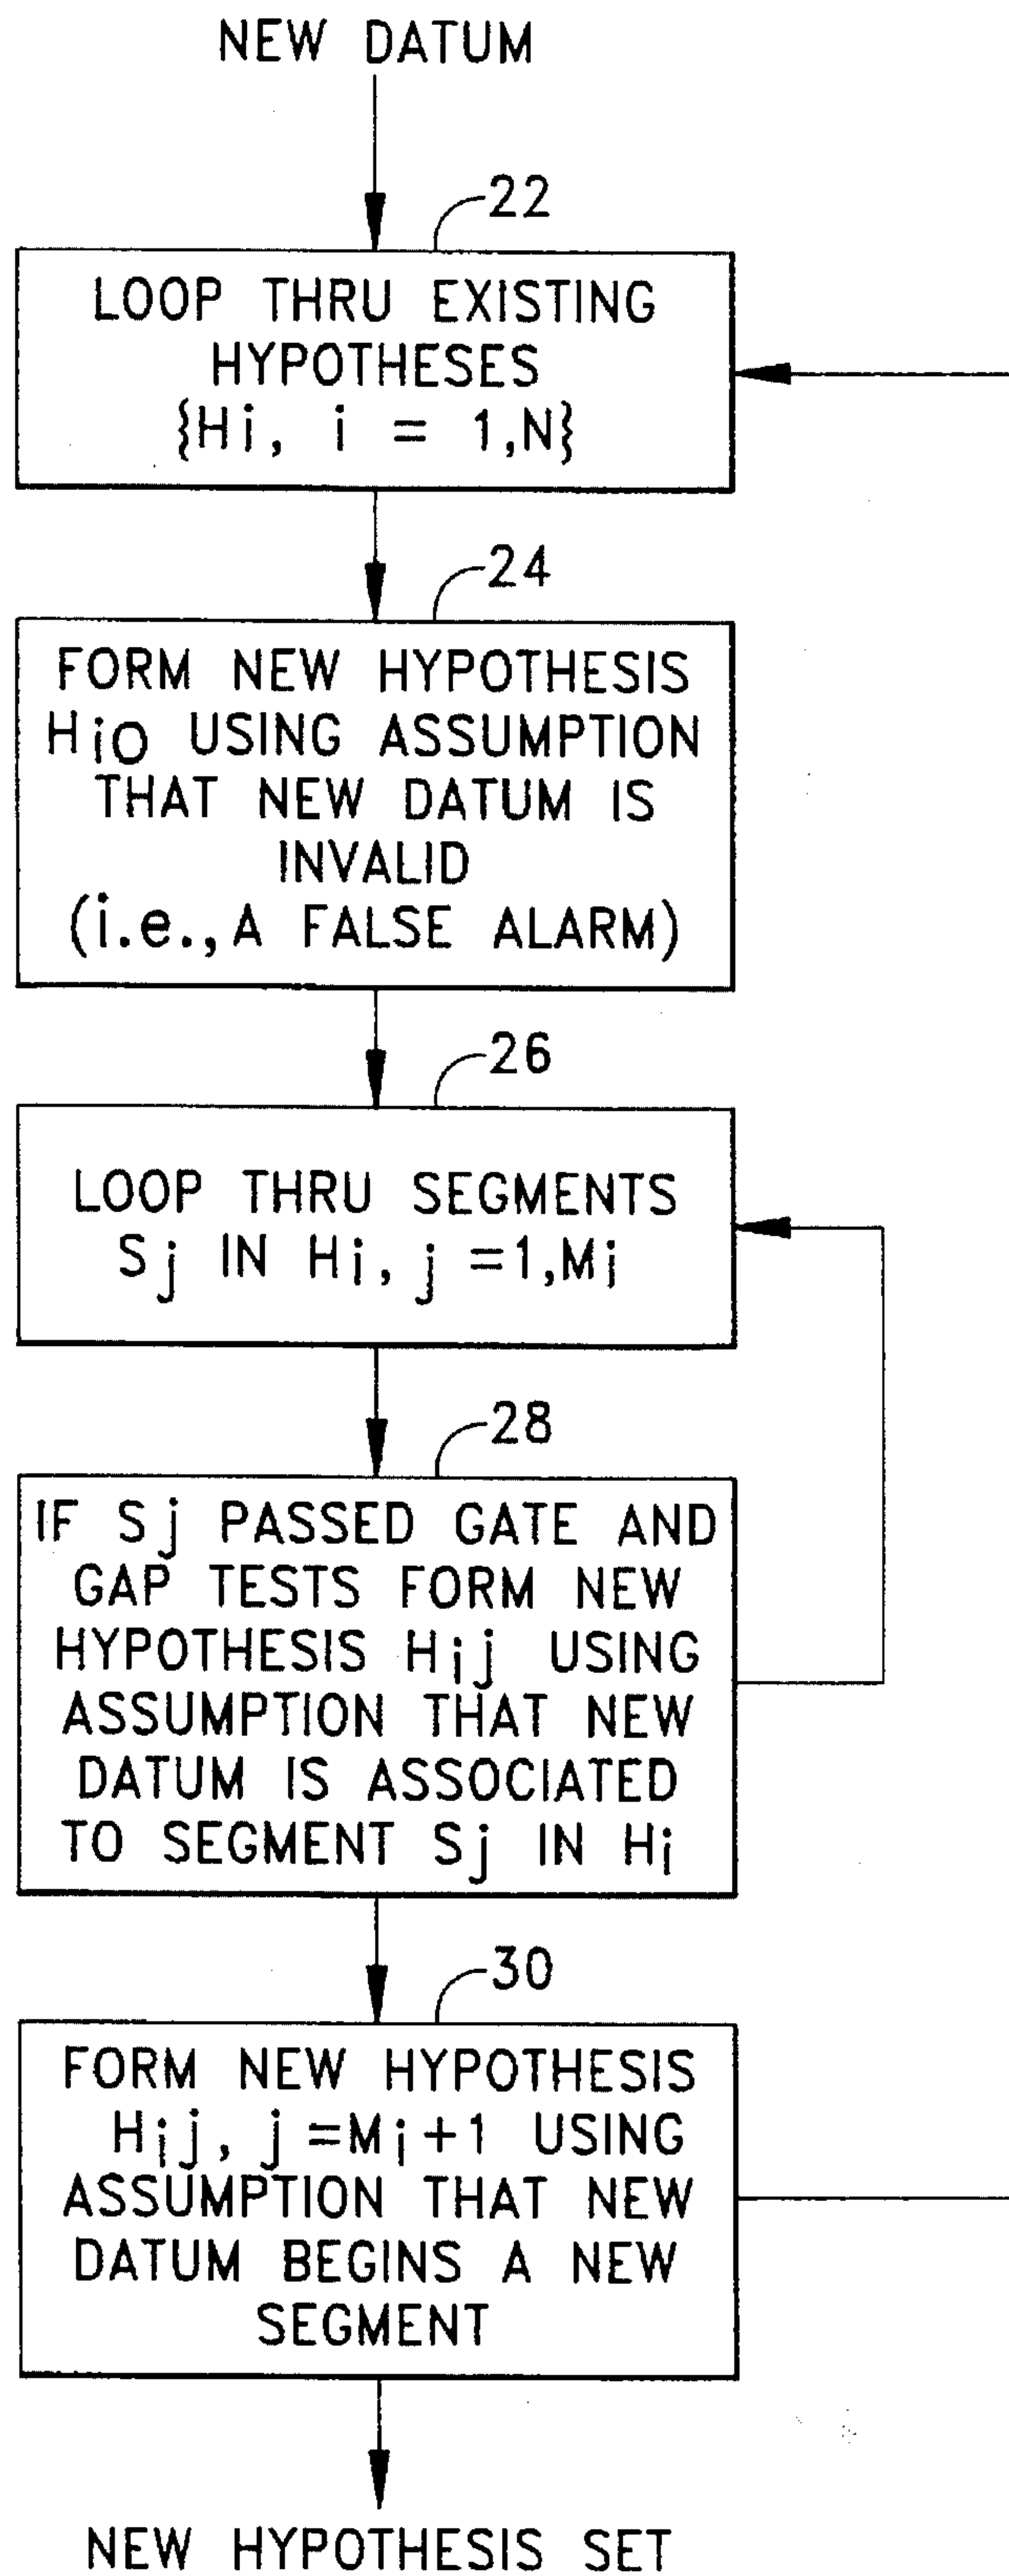 NEW DATUM
22
LOOP THRU EXISTING
HYPOTHESES
{Hi, i = 1,N}
24
FORM NEW HYPOTHESIS
Hi0 USING ASSUMPTION
THAT NEW DATUM IS
INVALID
(i.e., A FALSE ALARM)
26
LOOP THRU SEGMENTS
Sj IN Hi, j =1,Mi
28
IF Sj PASSED GATE AND
GAP TESTS FORM NEW
HYPOTHESIS Hij USING
ASSUMPTION THAT NEW
DATUM IS ASSOCIATED
TO SEGMENT Sj IN Hi
30
FORM NEW HYPOTHESIS
Hij, j =Mi+1 USING
ASSUMPTION THAT NEW
DATUM BEGINS A NEW
SEGMENT
NEW HYPOTHESIS SET